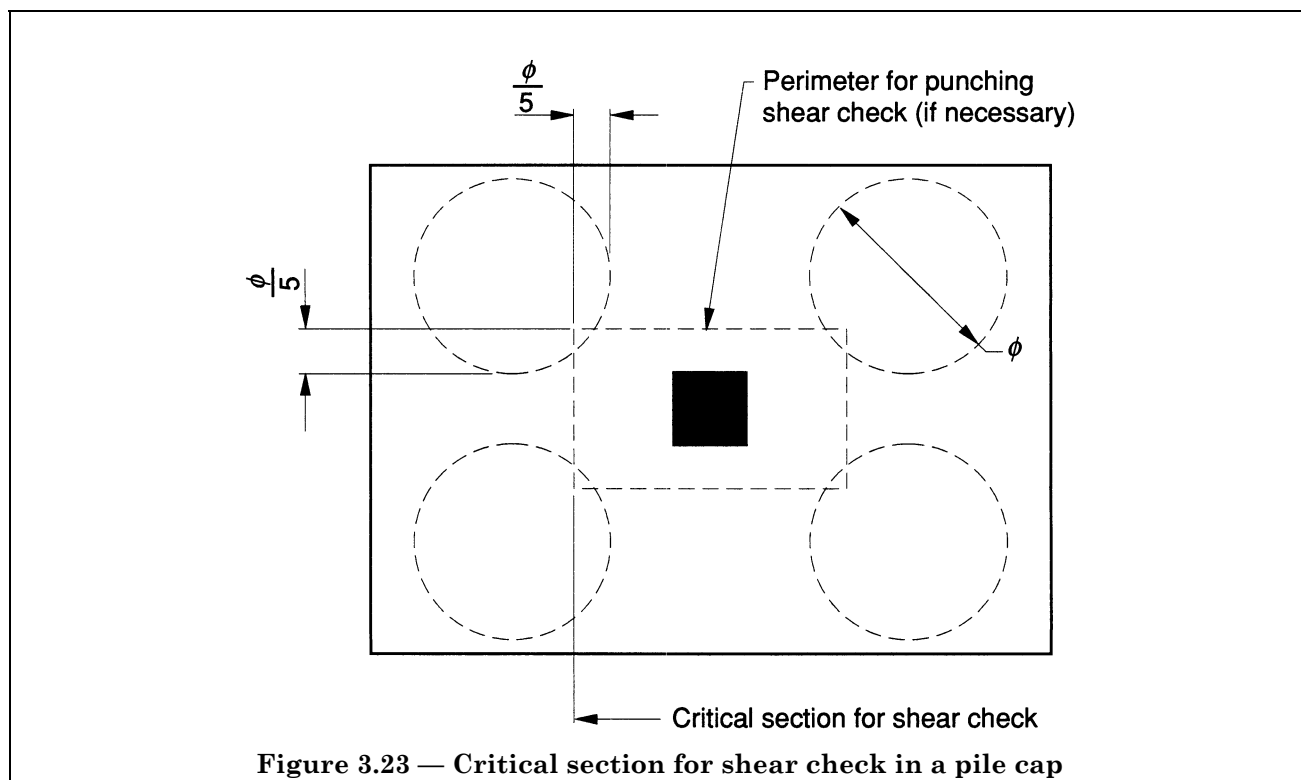 ϕ
5
Perimeter for punching
shear check (if necessary)
ϕ
5
ϕ
Critical section for shear check
Figure 3.23 — Critical section for shear check in a pile cap